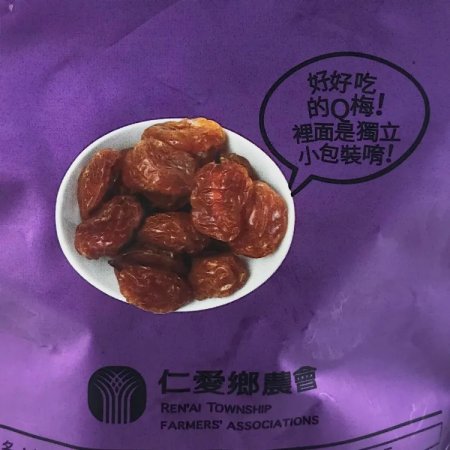 好好吃
的Q梅!
裡面是獨立
小包裝唷!
仁愛鄉農會
REN'AI TOWNSHIP
FARMERS' ASSOCIATIONS